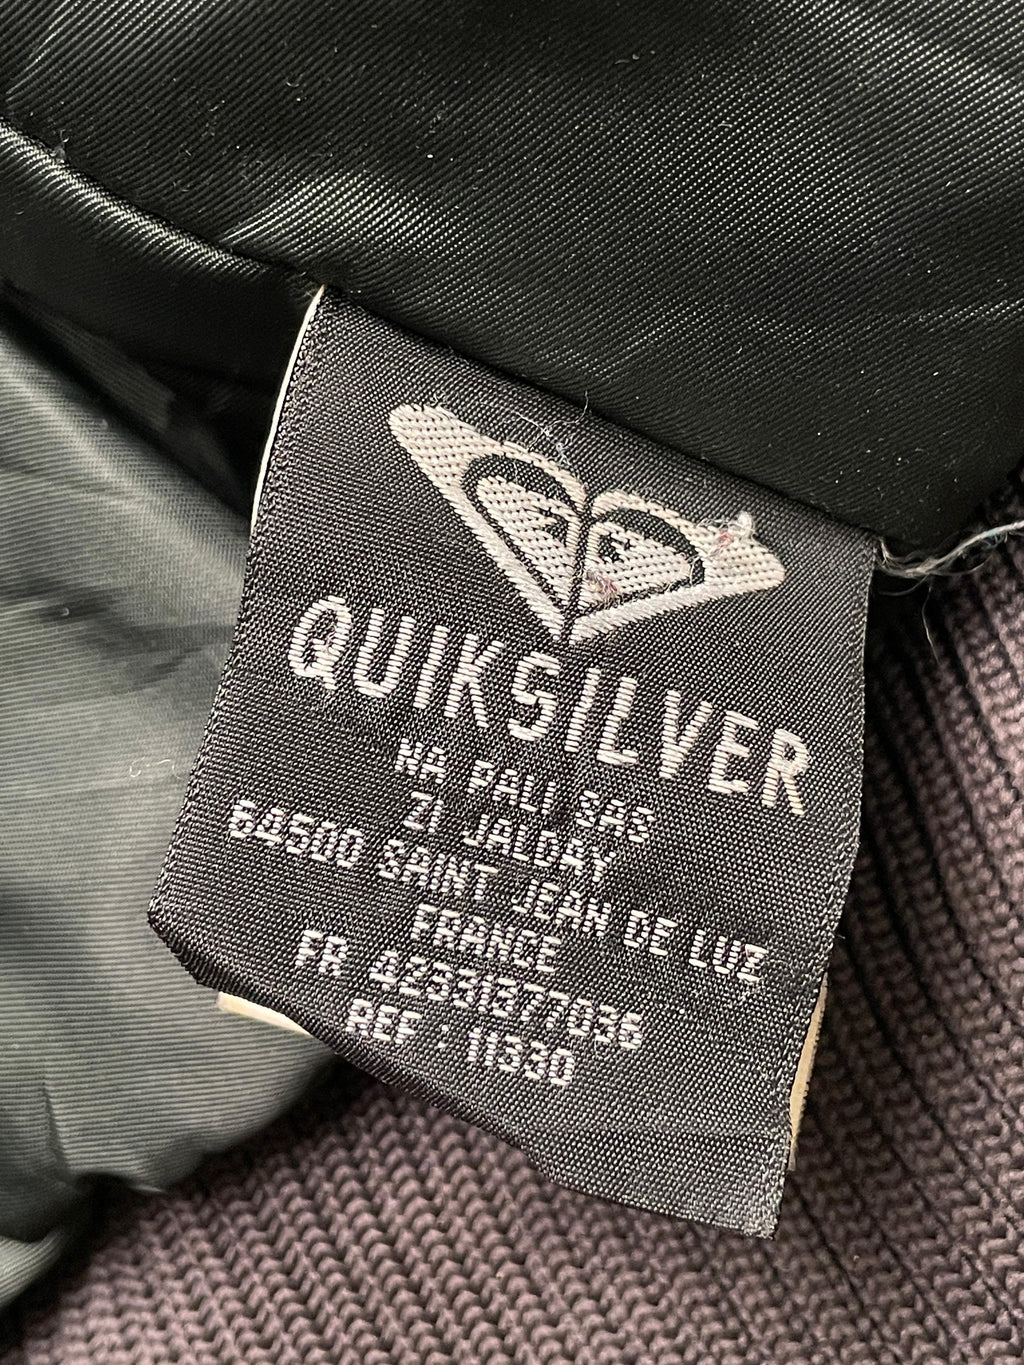 QUIKSILVER
NA PALI SAS
ZI JALDAY
64500 SAINT JEAN DE LUZ
FRANCE
FR 42331377036
REF : 11330